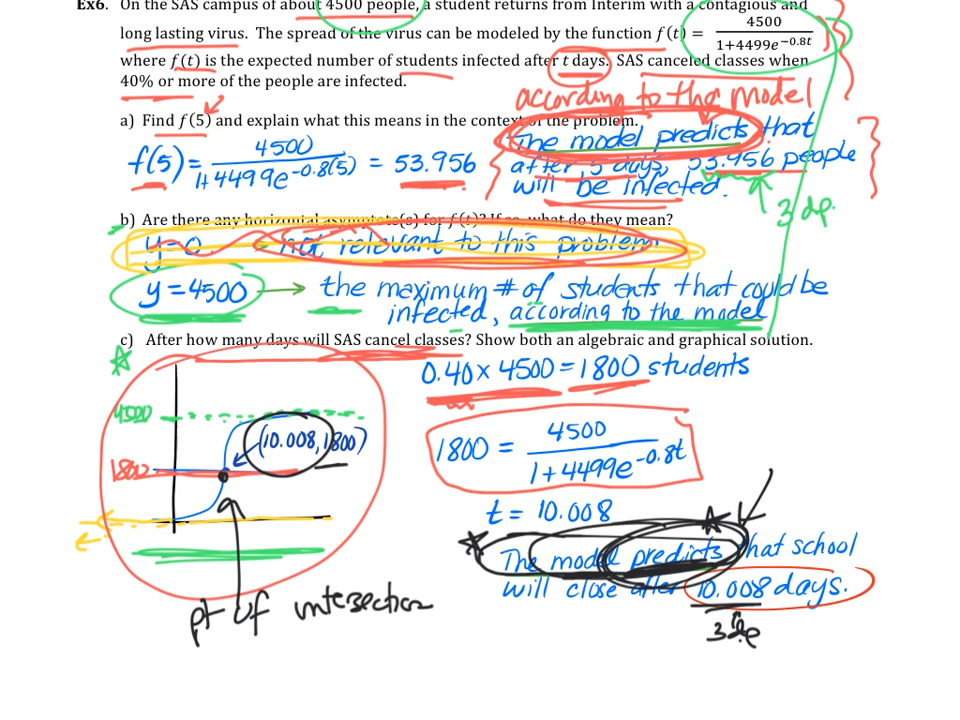 Ex6. On the SAS campus of about 4500 people, a student returns from Interim with a contagious and
long lasting virus. The spread of the virus can be modeled by the function f(t) = 4500 / 1+4499e^−0.8t
where f(t) is the expected number of students infected after t days. SAS canceled classes when
40% or more of the people are infected.
according to the model
a) Find f(5) and explain what this means in the context of the problem.
f(5) = 4500 / 1+4499e^-0.8(5) = 53.956
The model predicts that
after 5 days, 53.956 people
will be infected.
3 dp.
b) Are there any horizontal asymptote(s) for f(t)? If so, what do they mean?
y=0 ← not relevant to this problem
y=4500 → the maximum # of students that could be
infected, according to the model
c) After how many days will SAS cancel classes? Show both an algebraic and graphical solution.
0.40 x 4500 = 1800 students
4500
(10.008, 1800)
1800
1800 = 4500 / 1+4499e^-0.8t
t = 10.008
The model predicts that school
will close after 10.008 days.
3 dp
pt of intersection